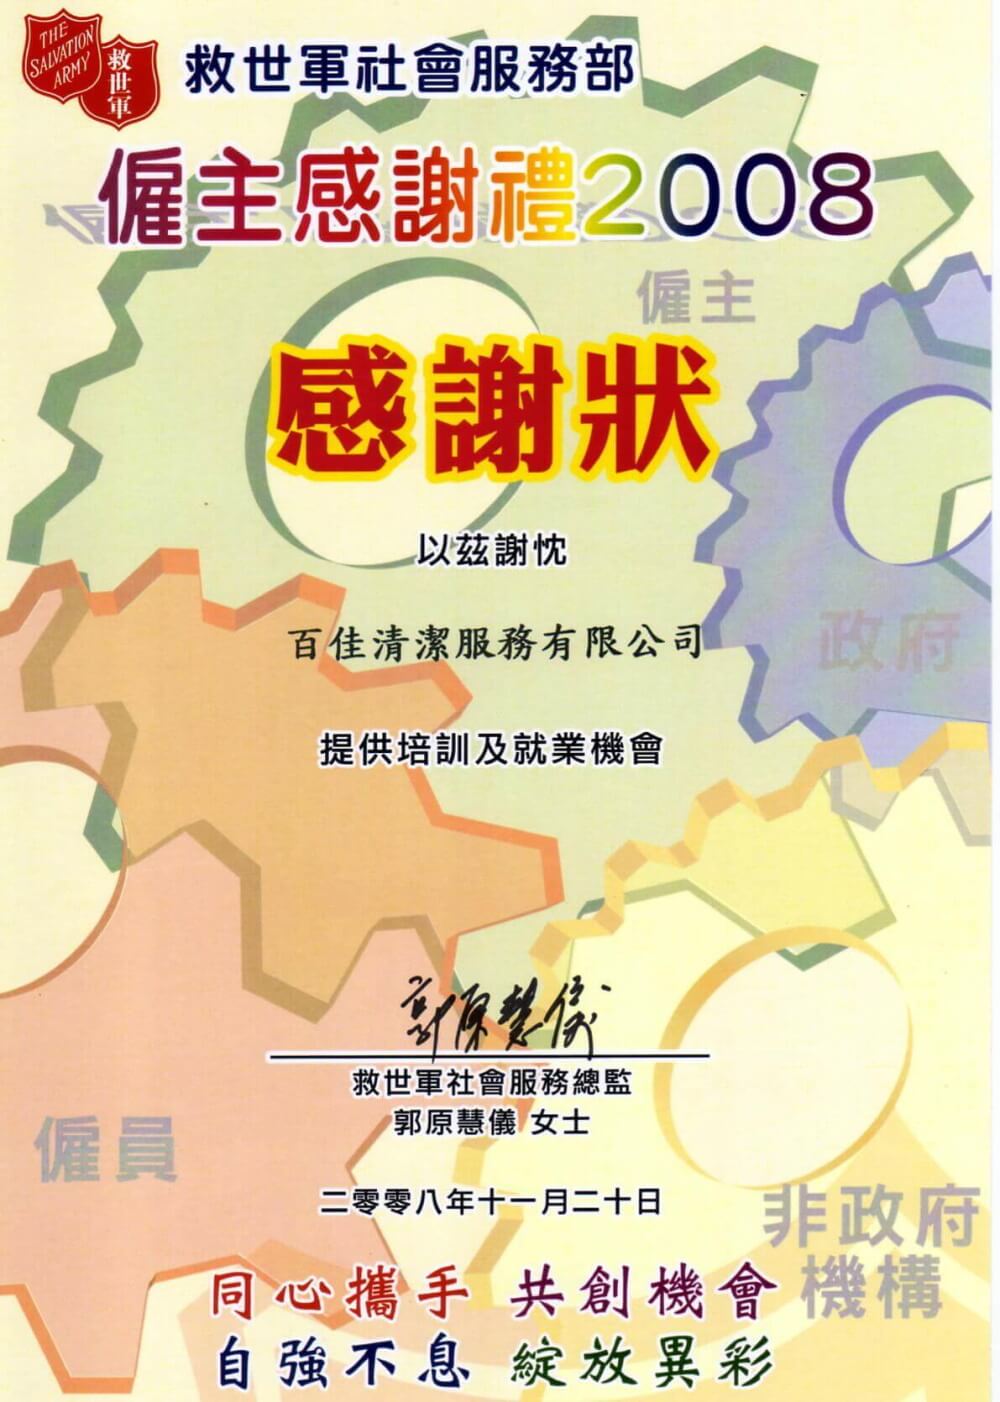 THE
SALVATION
ARMY
救世軍
救世軍社會服務部
僱主感謝禮2008
僱主
感謝狀
以茲謝忱
政府
百佳清潔服務有限公司
提供培訓及就業機會
郭原慧儀
救世軍社會服務總監
郭原慧儀 女士
僱員
二零零八年十一月二十日
非政府
機構
同心攜手 共創機會
自強不息 綻放異彩